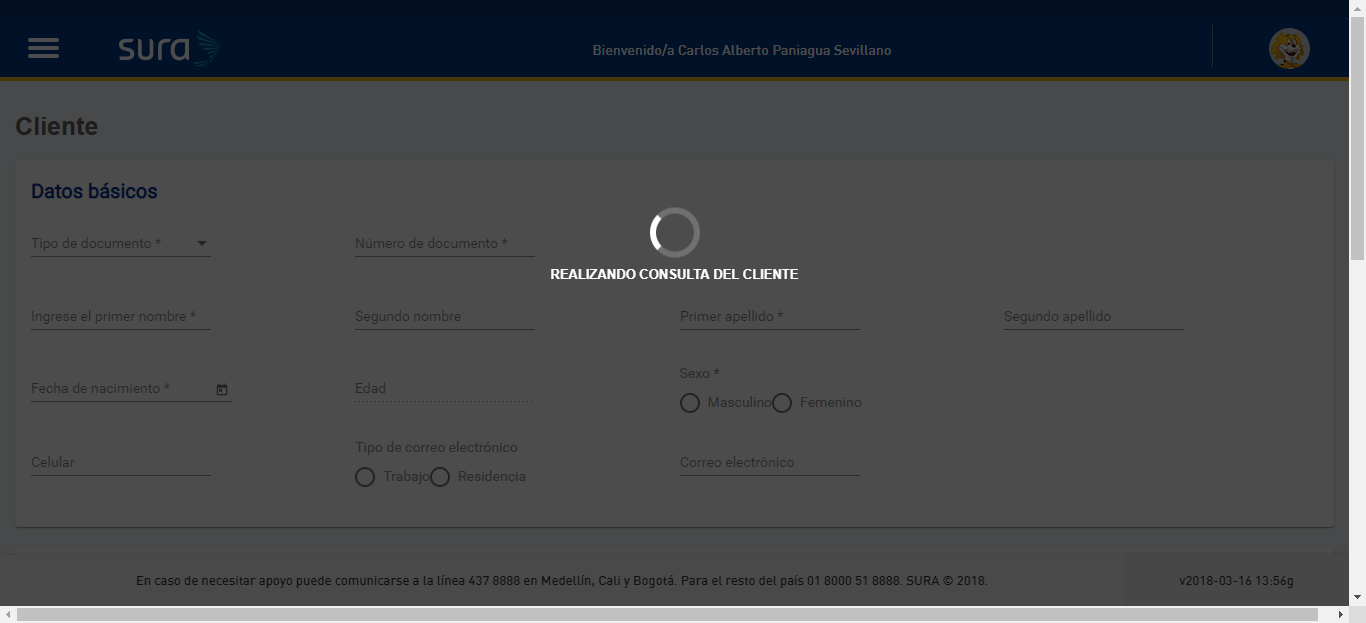 sura
Bienvenido/a Carlos Alberto Paniagua Sevillano
Cliente
Datos básicos
Tipo de documento *
Número de documento *
REALIZANDO CONSULTA DEL CLIENTE
Ingrese el primer nombre *
Segundo nombre
Primer apellido *
Segundo apellido
Fecha de nacimiento *
Edad
Sexo *
Masculino
Femenino
Celular
Tipo de correo electrónico
Trabajo
Residencia
Correo electrónico
En caso de necesitar apoyo puede comunicarse a la línea 437 8888 en Medellín, Cali y Bogotá. Para el resto del país 01 8000 51 8888. SURA © 2018.
v2018-03-16 13:56g